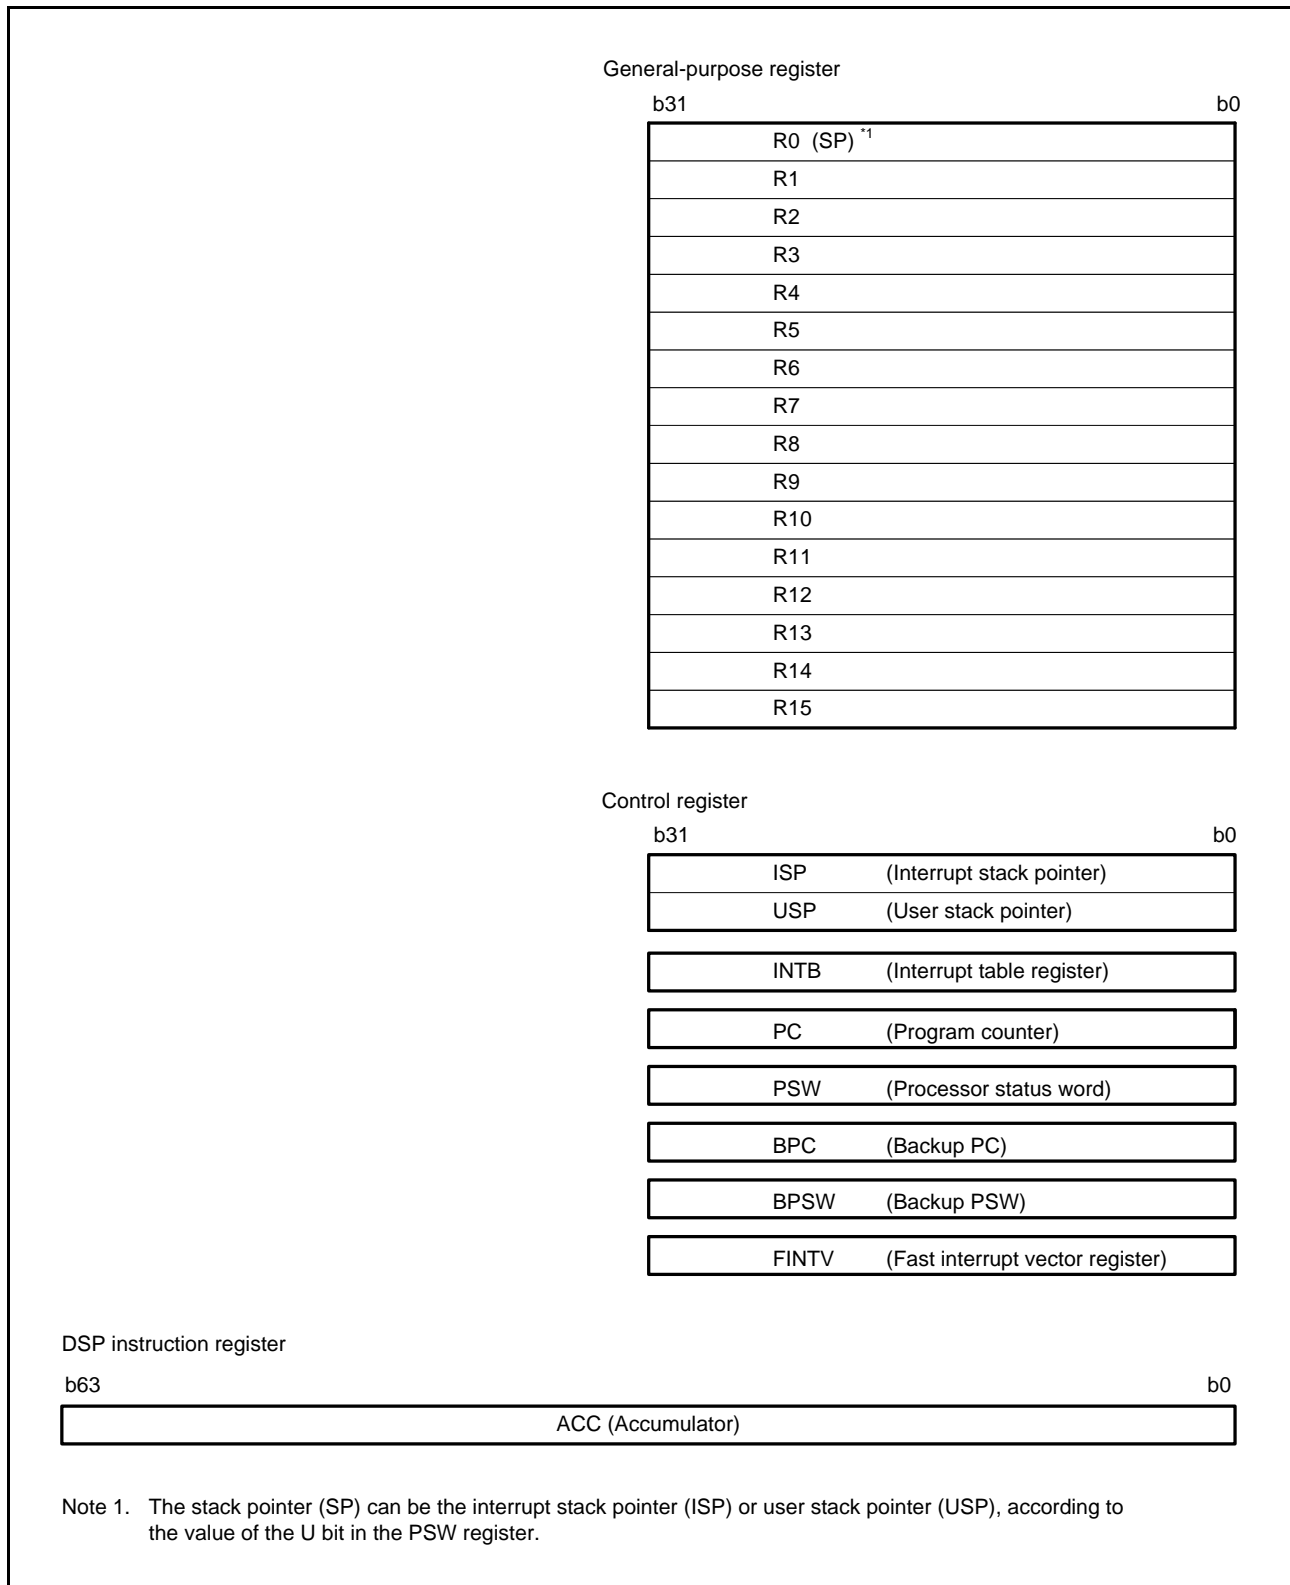 General-purpose register
b31 b0
R0 (SP) *1
R1
R2
R3
R4
R5
R6
R7
R8
R9
R10
R11
R12
R13
R14
R15
Control register
b31 b0
ISP (Interrupt stack pointer)
USP (User stack pointer)
INTB (Interrupt table register)
PC (Program counter)
PSW (Processor status word)
BPC (Backup PC)
BPSW (Backup PSW)
FINTV (Fast interrupt vector register)
DSP instruction register
b63 b0
ACC (Accumulator)
Note 1. The stack pointer (SP) can be the interrupt stack pointer (ISP) or user stack pointer (USP), according to
the value of the U bit in the PSW register.